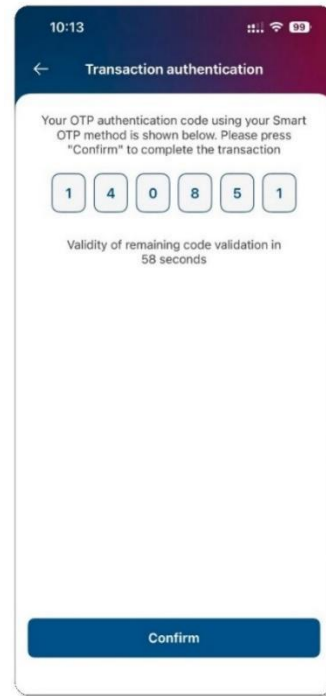 10:13
99
Transaction authentication
Your OTP authentication code using your Smart
OTP method is shown below. Please press
"Confirm" to complete the transaction
1 4 0 8 5 1
Validity of remaining code validation in
58 seconds
Confirm